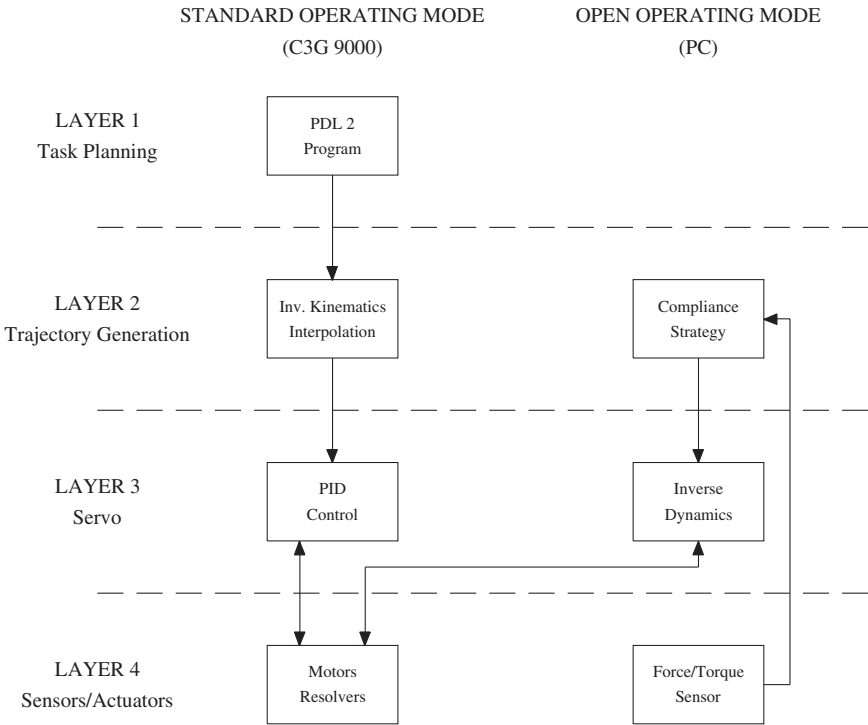 STANDARD OPERATING MODE
(C3G 9000)
OPEN OPERATING MODE
(PC)
LAYER 1
Task Planning
PDL 2
Program
LAYER 2
Trajectory Generation
Inv. Kinematics
Interpolation
Compliance
Strategy
LAYER 3
Servo
PID
Control
Inverse
Dynamics
LAYER 4
Sensors/Actuators
Motors
Resolvers
Force/Torque
Sensor